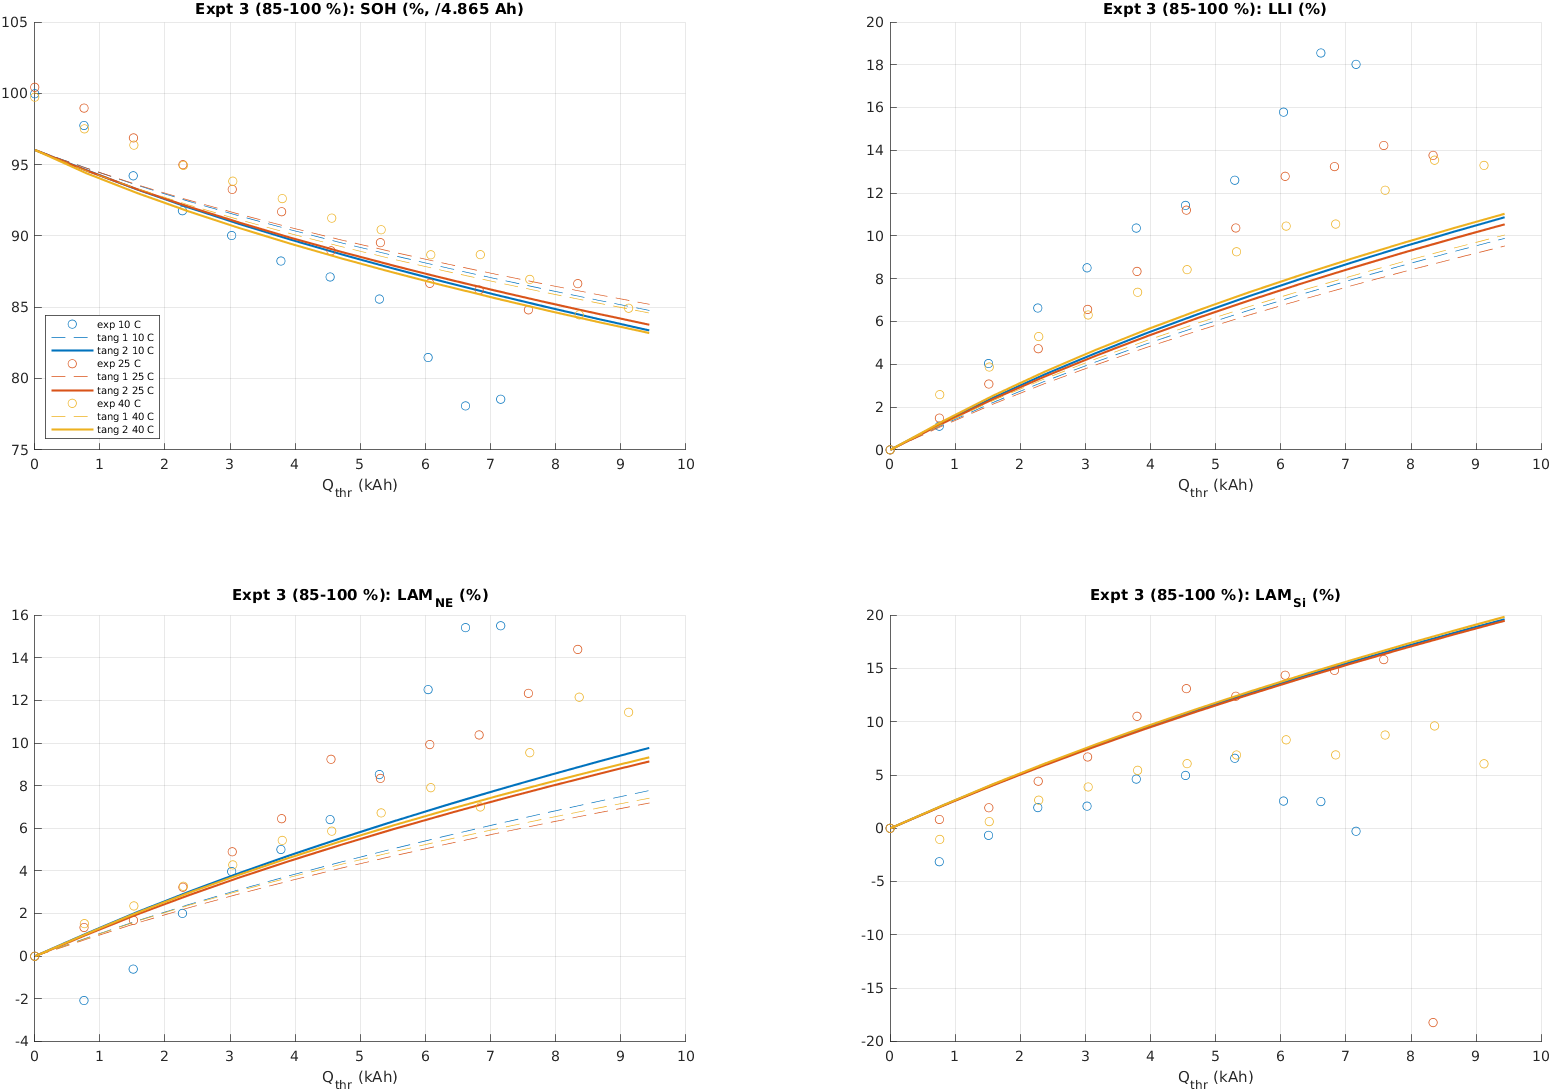 Expt 3 (85-100 %): SOH (%, /4.865 Ah)
105
100
95
90
85
80
75
exp 10 C
tang 1 10 C
tang 2 10 C
exp 25 C
tang 1 25 C
tang 2 25 C
exp 40 C
tang 1 40 C
tang 2 40 C
0 1 2 3 4 5 6 7 8 9 10
Qthr (kAh)
Expt 3 (85-100 %): LLI (%)
20
18
16
14
12
10
8
6
4
2
0
0 1 2 3 4 5 6 7 8 9 10
Qthr (kAh)
Expt 3 (85-100 %): LAMNE (%)
16
14
12
10
8
6
4
2
0
-2
-4
0 1 2 3 4 5 6 7 8 9 10
Qthr (kAh)
Expt 3 (85-100 %): LAMSi (%)
20
15
10
5
0
-5
-10
-15
-20
0 1 2 3 4 5 6 7 8 9 10
Qthr (kAh)